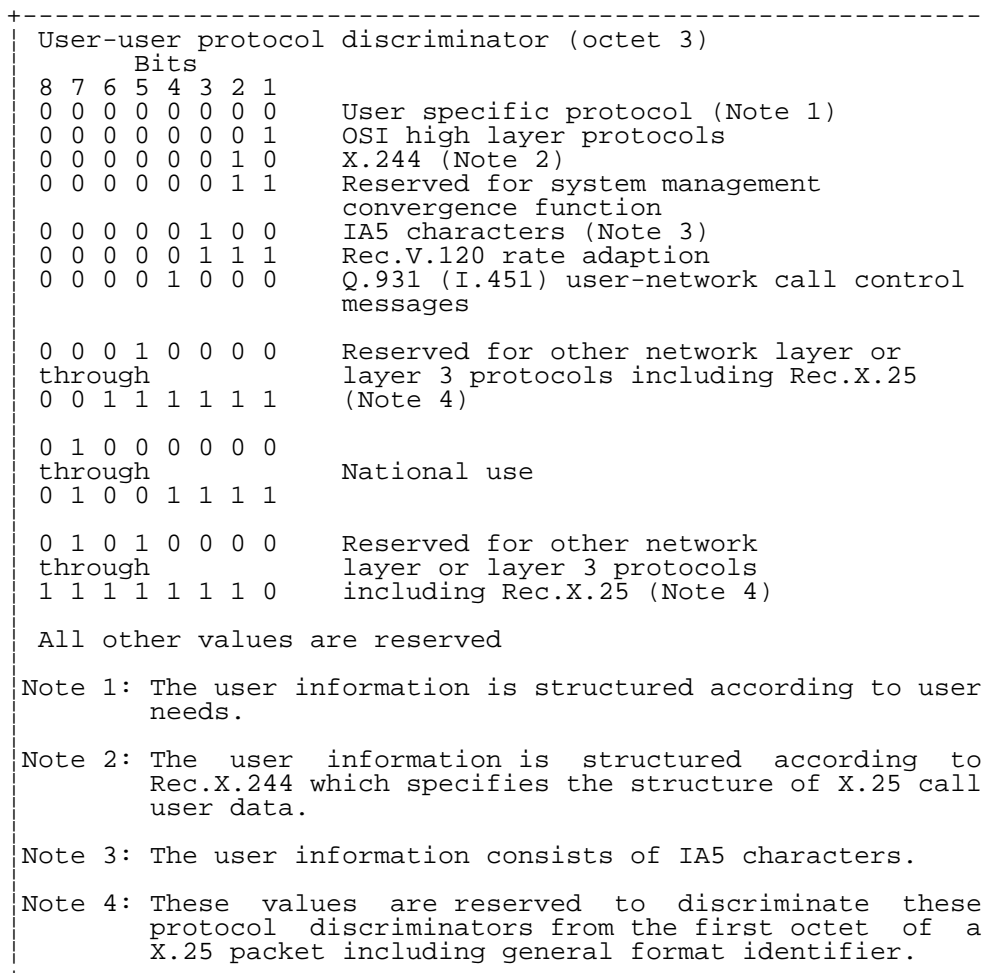 User-user protocol discriminator (octet 3)
Bits
8 7 6 5 4 3 2 1
0 0 0 0 0 0 0 0 User specific protocol (Note 1)
0 0 0 0 0 0 0 1 OSI high layer protocols
0 0 0 0 0 0 1 0 X.244 (Note 2)
0 0 0 0 0 0 1 1 Reserved for system management
convergence function
0 0 0 0 0 1 0 0 IA5 characters (Note 3)
0 0 0 0 0 1 1 1 Rec.V.120 rate adaption
0 0 0 0 1 0 0 0 Q.931 (I.451) user-network call control
messages
0 0 0 1 0 0 0 0 Reserved for other network layer or
through layer 3 protocols including Rec.X.25
0 0 1 1 1 1 1 1 (Note 4)
0 1 0 0 0 0 0 0
through National use
0 1 0 0 1 1 1 1
0 1 0 1 0 0 0 0 Reserved for other network
through layer or layer 3 protocols
1 1 1 1 1 1 1 0 including Rec.X.25 (Note 4)
All other values are reserved
Note 1: The user information is structured according to user
needs.
Note 2: The user information is structured according to
Rec.X.244 which specifies the structure of X.25 call
user data.
Note 3: The user information consists of IA5 characters.
Note 4: These values are reserved to discriminate these
protocol discriminators from the first octet of a
X.25 packet including general format identifier.